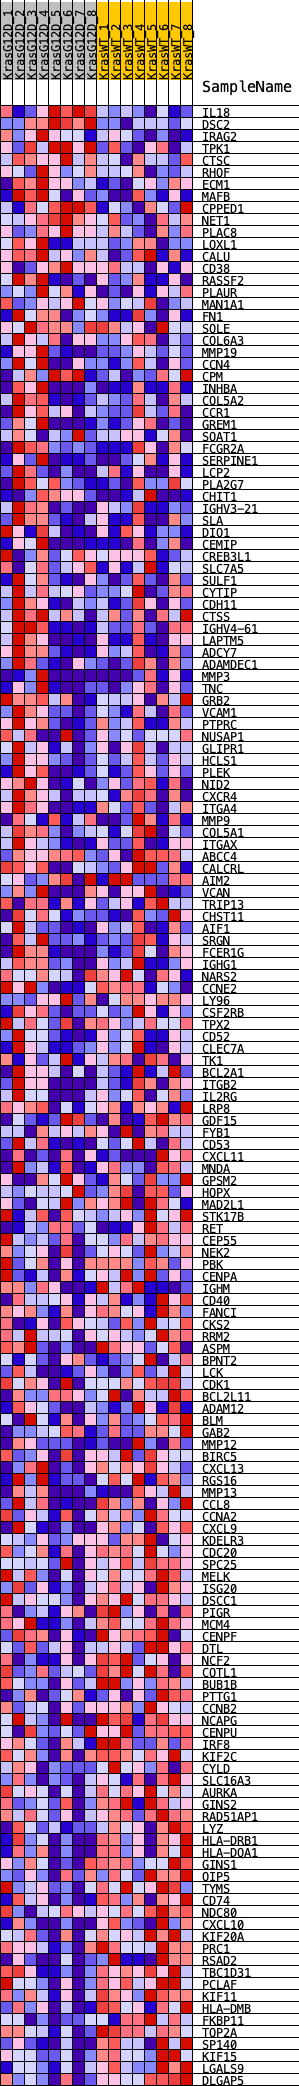 KrasG12D_1
KrasG12D_2
KrasG12D_3
KrasG12D_4
KrasG12D_5
KrasG12D_6
KrasG12D_7
KrasG12D_8
KrasWT_1
KrasWT_2
KrasWT_3
KrasWT_4
KrasWT_5
KrasWT_6
KrasWT_7
KrasWT_8
SampleName
IL18
DSC2
IRAG2
TPK1
CTSC
RHOF
ECM1
MAFB
CPPED1
NET1
PLAC8
LOXL1
CALU
CD38
RASSF2
PLAUR
MAN1A1
FN1
SQLE
COL6A3
MMP19
CCN4
CPM
INHBA
COL5A2
CCR1
GREM1
SOAT1
FCGR2A
SERPINE1
LCP2
PLA2G7
CHIT1
IGHV3-21
SLA
DIO1
CEMIP
CREB3L1
SLC7A5
SULF1
CYTIP
CDH11
CTSS
IGHV4-61
LAPTM5
ADCY7
ADAMDEC1
MMP3
TNC
GRB2
VCAM1
PTPRC
NUSAP1
GLIPR1
HCLS1
PLEK
NID2
CXCR4
ITGA4
MMP9
COL5A1
ITGAX
ABCC4
CALCRL
AIM2
VCAN
TRIP13
CHST11
AIF1
SRGN
FCER1G
IGHG1
NARS2
CCNE2
LY96
CSF2RB
TPX2
CD52
CLEC7A
TK1
BCL2A1
ITGB2
IL2RG
LRP8
GDF15
FYB1
CD53
CXCL11
MNDA
GPSM2
HOPX
MAD2L1
STK17B
RET
CEP55
NEK2
PBK
CENPA
IGHM
CD40
FANCI
CKS2
RRM2
ASPM
BPNT2
LCK
CDK1
BCL2L11
ADAM12
BLM
GAB2
MMP12
BIRC5
CXCL13
RGS16
MMP13
CCL8
CCNA2
CXCL9
KDELR3
CDC20
SPC25
MELK
ISG20
DSCC1
PIGR
MCM4
CENPF
DTL
NCF2
COTL1
BUB1B
PTTG1
CCNB2
NCAPG
CENPU
IRF8
KIF2C
CYLD
SLC16A3
AURKA
GINS2
RAD51AP1
LYZ
HLA-DRB1
HLA-DQA1
GINS1
OIP5
TYMS
CD74
NDC80
CXCL10
KIF20A
PRC1
RSAD2
TBC1D31
PCLAF
KIF11
HLA-DMB
FKBP11
TOP2A
SP140
KIF15
LGALS9
DLGAP5